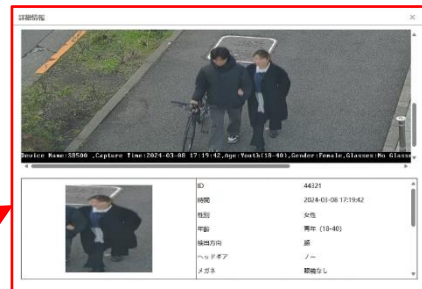 詳細情報
Device Name:S8500 ,Capture Time:2024-03-08 17:19:42,Age:Youth(18-40),Gender:Female,Glasses:No Glass
ID 44321
時間 2024-03-08 17:19:42
性別 女性
年齢 青年 (18-40)
検出方向
ヘッドギア ノー
メガネ 眼鏡なし